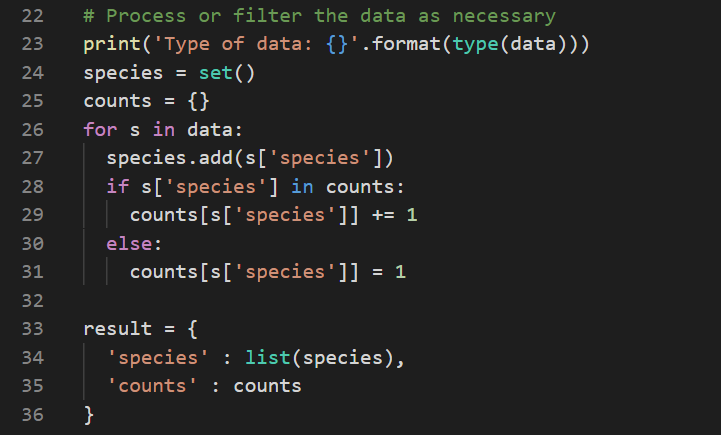 22 # Process or filter the data as necessary
23 print('Type of data: {}'.format(type(data)))
24 species = set()
25 counts = {}
26 for s in data:
27   species.add(s['species'])
28   if s['species'] in counts:
29     counts[s['species']] += 1
30   else:
31     counts[s['species']] = 1
32
33 result = {
34   'species' : list(species),
35   'counts' : counts
36 }